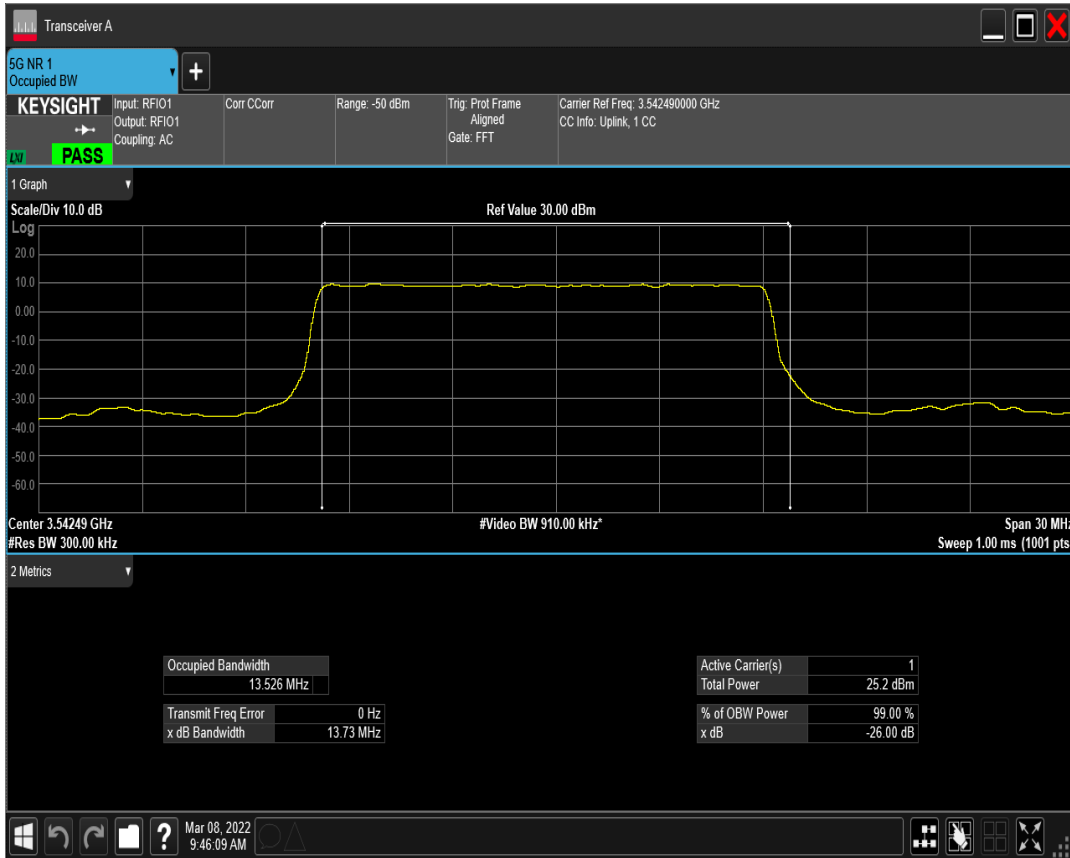 Transceiver A
5G NR 1
Occupied BW
KEYSIGHT
LXI
PASS
Input: RFIO1
Output: RFIO1
Coupling: AC
Corr CCorr
Range: -50 dBm
Trig: Prot Frame
Aligned
Gate: FFT
Carrier Ref Freq: 3.542490000 GHz
CC Info: Uplink, 1 CC
1 Graph
Scale/Div 10.0 dB
Ref Value 30.00 dBm
Log
20.0
10.0
0.00
-10.0
-20.0
-30.0
-40.0
-50.0
-60.0
Center 3.54249 GHz
#Video BW 910.00 kHz*
Span 30 MHz
#Res BW 300.00 kHz
Sweep 1.00 ms (1001 pts
2 Metrics
Occupied Bandwidth
13.526 MHz
Transmit Freq Error 0 Hz
x dB Bandwidth 13.73 MHz
Active Carrier(s) 1
Total Power 25.2 dBm
% of OBW Power 99.00 %
x dB -26.00 dB
?
Mar 08, 2022
9:46:09 AM